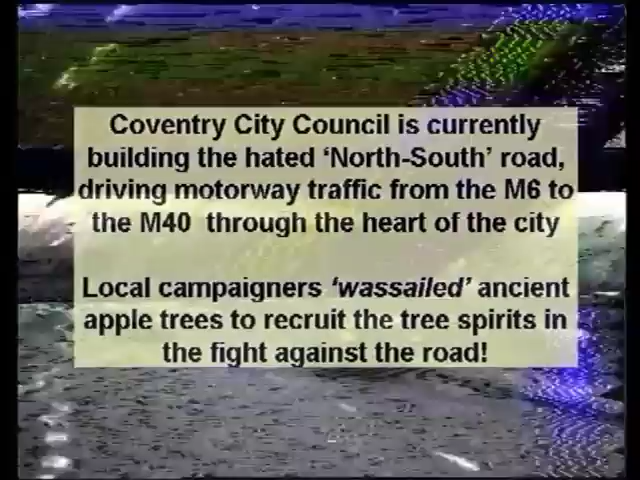 Coventry City Council is currently
building the hated ‘North-South’ road,
driving motorway traffic from the M6 to
the M40 through the heart of the city
Local campaigners ‘wassailed’ ancient
apple trees to recruit the tree spirits in
the fight against the road!